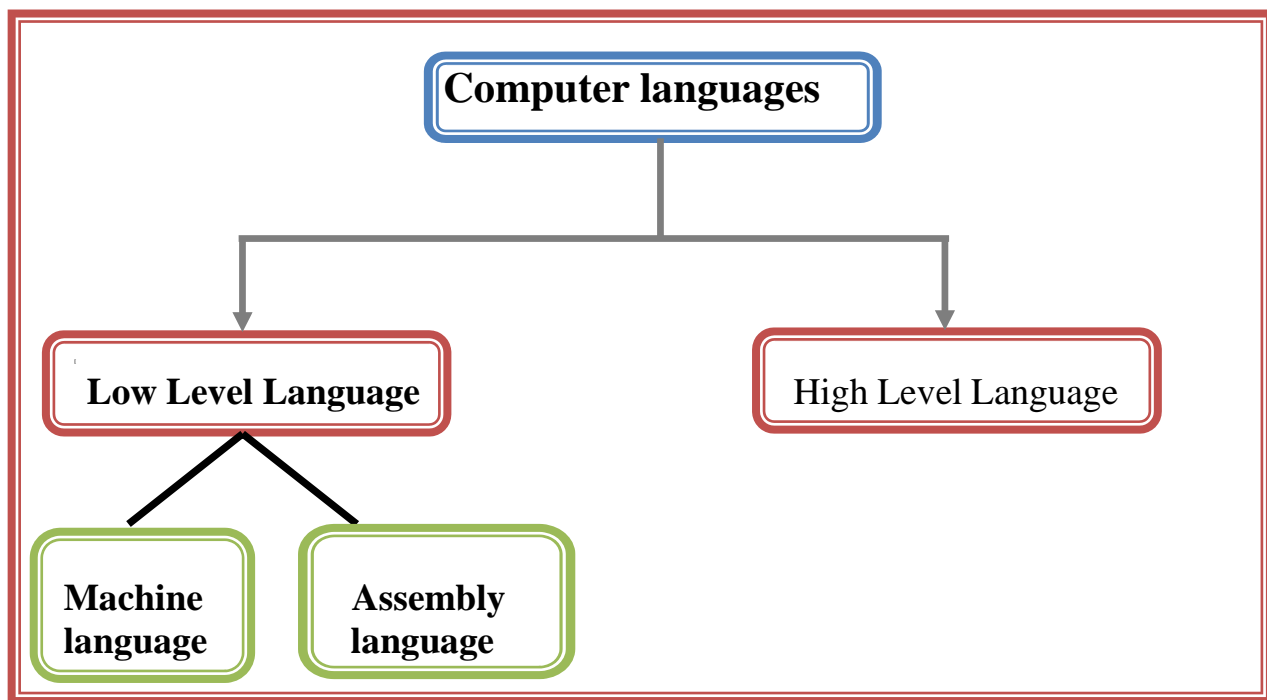 Computer languages
Low Level Language
High Level Language
Machine
language
Assembly
language